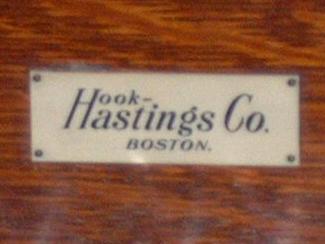 Hook-
Hastings Co.
BOSTON.